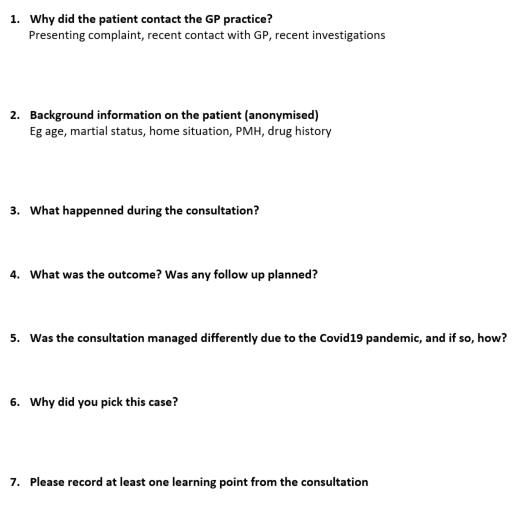 1. Why did the patient contact the GP practice?
Presenting complaint, recent contact with GP, recent investigations
2. Background information on the patient (anonymised)
Eg age, martial status, home situation, PMH, drug history
3. What happenned during the consultation?
4. What was the outcome? Was any follow up planned?
5. Was the consultation managed differently due to the Covid19 pandemic, and if so, how?
6. Why did you pick this case?
7. Please record at least one learning point from the consultation